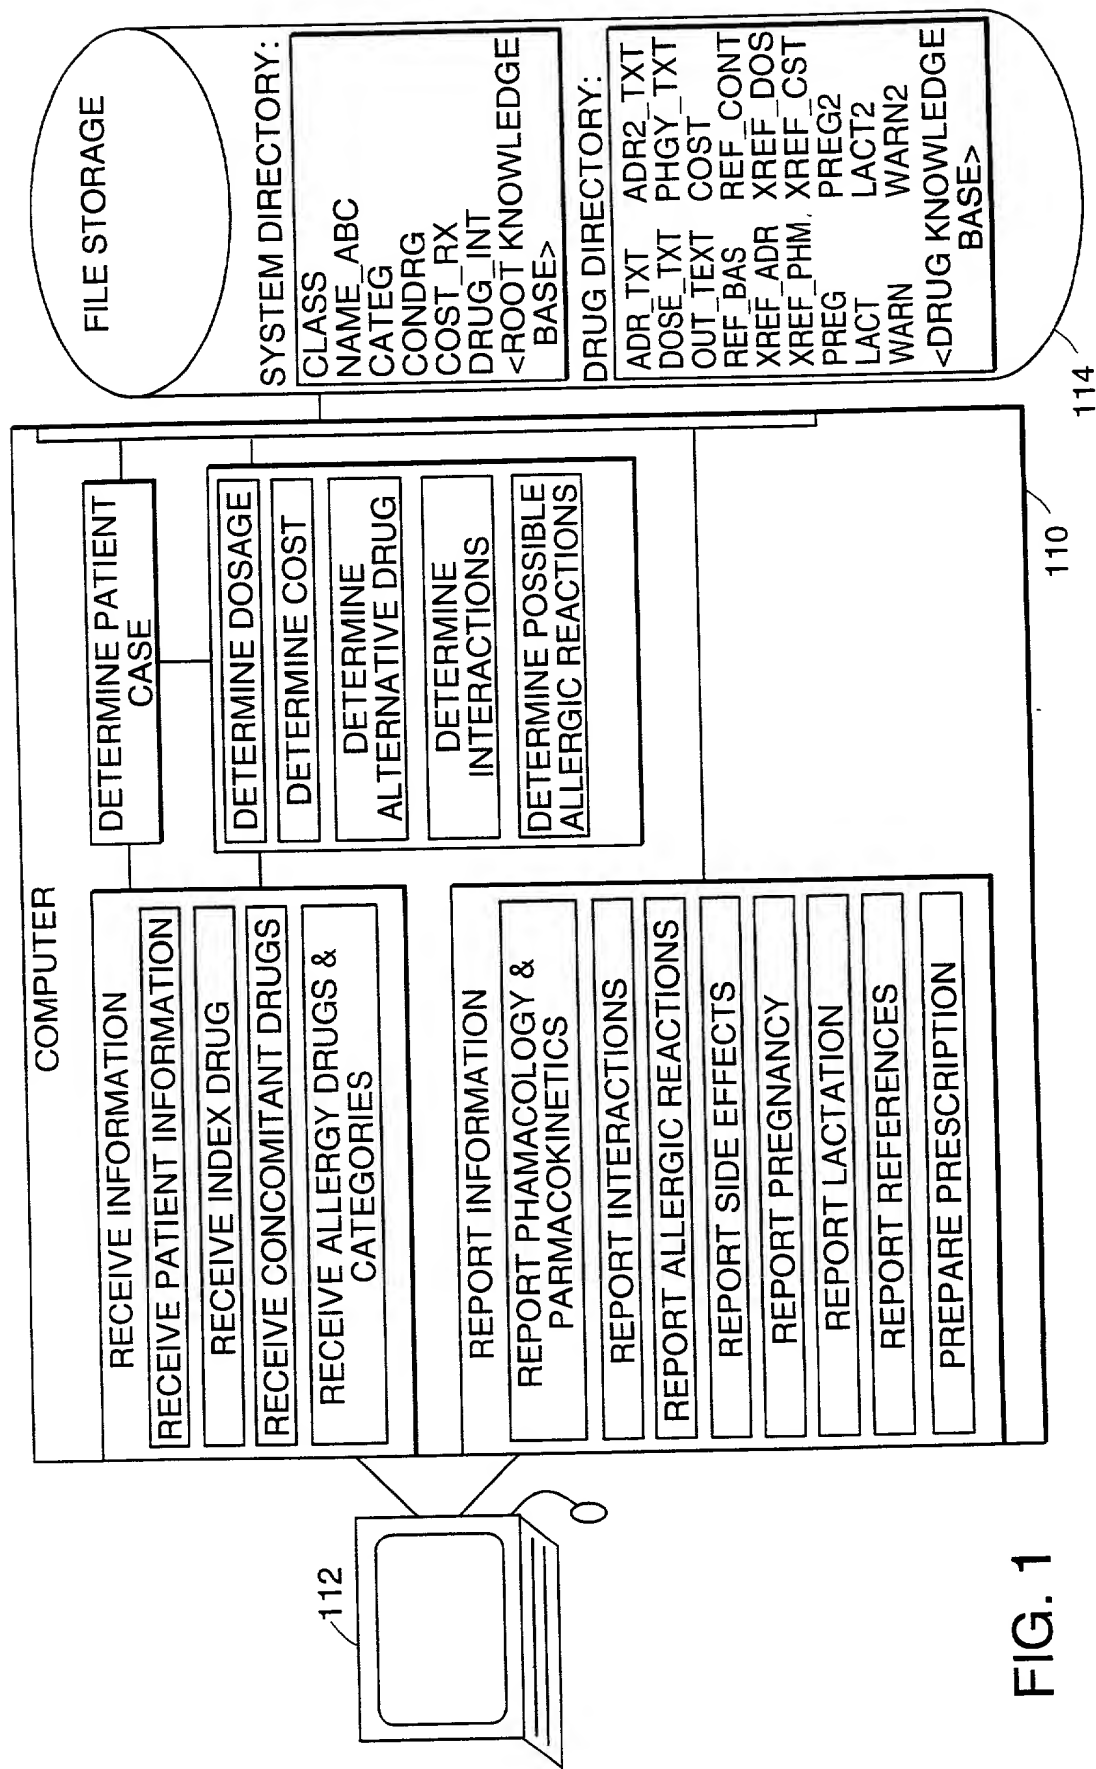 COMPUTER
RECEIVE INFORMATION
RECEIVE PATIENT INFORMATION
RECEIVE INDEX DRUG
RECEIVE CONCOMITANT DRUGS
RECEIVE ALLERGY DRUGS &
CATEGORIES
REPORT INFORMATION
REPORT PHAMACOLOGY &
PARMACOKINETICS
REPORT INTERACTIONS
REPORT ALLERGIC REACTIONS
REPORT SIDE EFFECTS
REPORT PREGNANCY
REPORT LACTATION
REPORT REFERENCES
PREPARE PRESCRIPTION
DETERMINE PATIENT
CASE
DETERMINE DOSAGE
DETERMINE COST
DETERMINE
ALTERNATIVE DRUG
DETERMINE
INTERACTIONS
DETERMINE POSSIBLE
ALLERGIC REACTIONS
FILE STORAGE
SYSTEM DIRECTORY:
CLASS
NAME_ABC
CATEG
CONDRG
COST_RX
DRUG_INT
<ROOT KNOWLEDGE
BASE>
DRUG DIRECTORY:
ADR_TXT ADR2_TXT
DOSE_TXT PHGY_TXT
OUT_TEXT COST
REF_BAS REF_CONT
XREF_ADR XREF_DOS
XREF_PHM, XREF_CST
PREG PREG2
LACT LACT2
WARN WARN2
<DRUG KNOWLEDGE
BASE>
112
110
114
FIG. 1